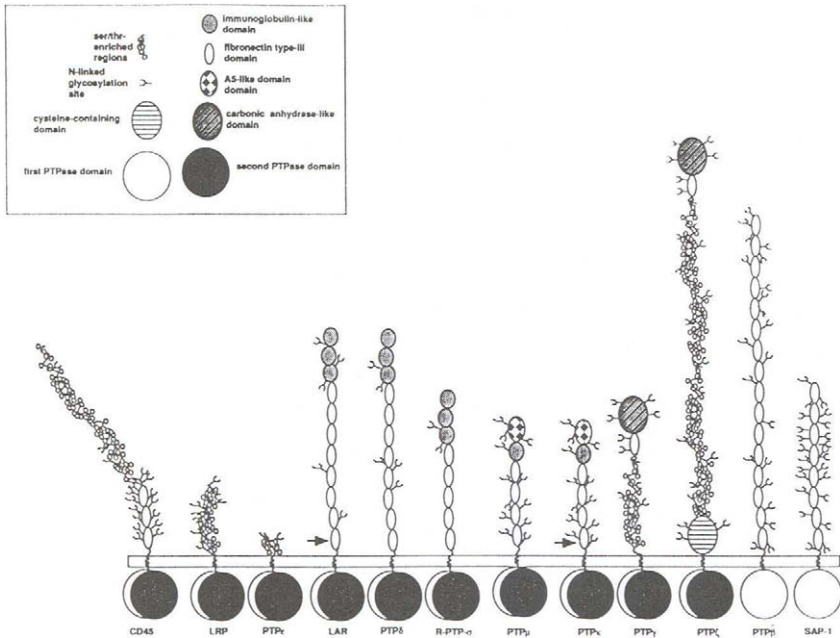 ser/thr-
enriched
regions
N-linked
glycosylation
site
cysteine-containing
domain
first PTPase domain
immunoglobulin-like
domain
fibronectin type-III
domain
A5-like domain
domain
carbonic anhydrase-like
domain
second PTPase domain
CD45 LRP PTPε LAR PTPδ R-PTP-σ PTPμ PTPκ PTPγ PTPζ PTPβ SAP-1